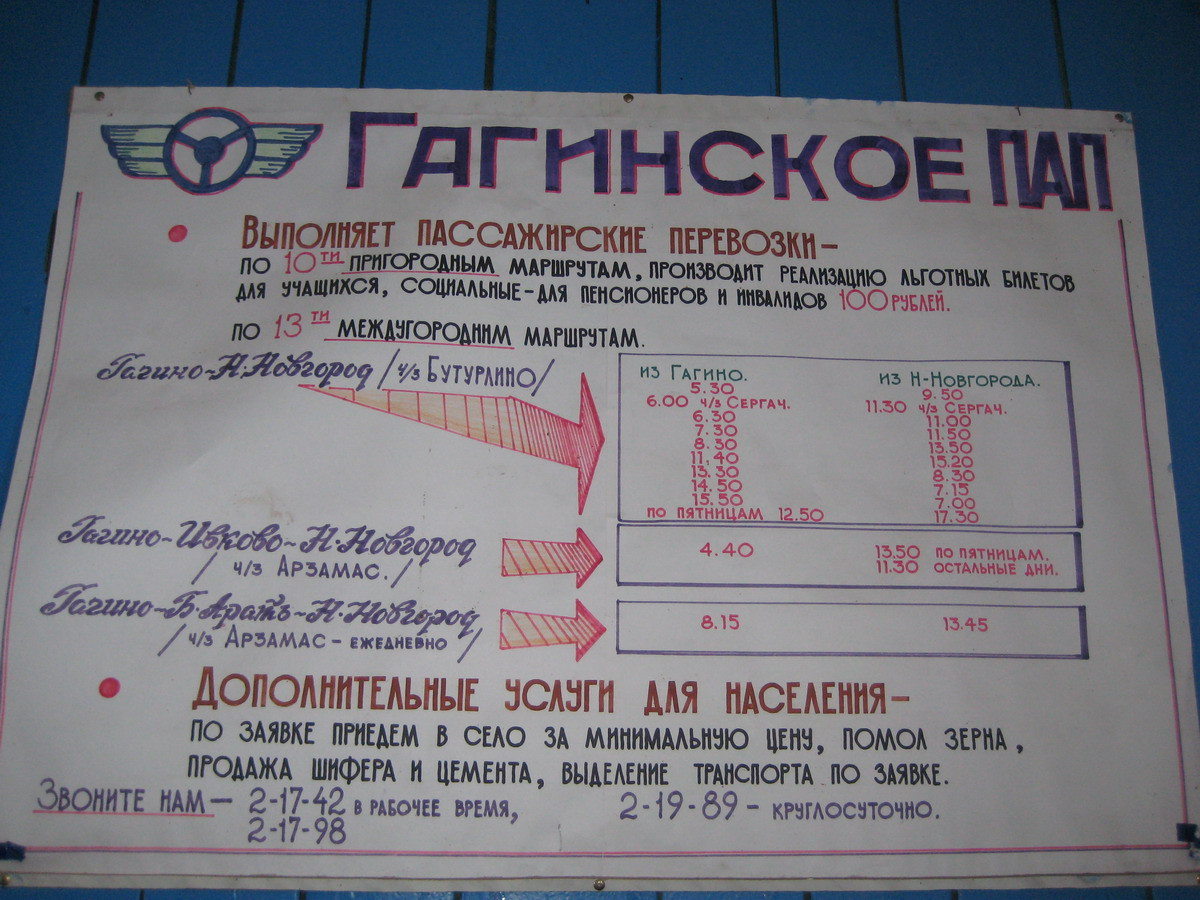 ГАГИНСКОЕ ПАП
ВЫПОЛНЯЕТ ПАССАЖИРСКИЕ ПЕРЕВОЗКИ –
ПО 10ТИ ПРИГОРОДНЫМ МАРШРУТАМ, ПРОИЗВОДИТ РЕАЛИЗАЦИЮ ЛЬГОТНЫХ БИЛЕТОВ
ДЛЯ УЧАЩИХСЯ, СОЦИАЛЬНЫЕ - ДЛЯ ПЕНСИОНЕРОВ И ИНВАЛИДОВ 100 РУБЛЕЙ.
ПО 13ТИ МЕЖДУГОРОДНИМ МАРШРУТАМ.
Гагино-Н.Новгород /Ч/З БУТУРЛИНО/
ИЗ ГАГИНО. ИЗ Н-НОВГОРОДА.
5.30 9.50
6.00 Ч/З СЕРГАЧ. 11.30 Ч/З СЕРГАЧ.
6.30 11.00
7.30 11.50
8.30 13.50
11.40 15.20
13.30 8.30
14.50 7.15
15.50 7.00
ПО ПЯТНИЦАМ 12.50 17.30
Гагино-Ивково-Н.Новгород
/ Ч/З АРЗАМАС. /
4.40 13.50 ПО ПЯТНИЦАМ.
11.30 ОСТАЛЬНЫЕ ДНИ.
Гагино-Б.Арать-Н.Новгород
/Ч/З АРЗАМАС – ЕЖЕДНЕВНО /
8.15 13.45
ДОПОЛНИТЕЛЬНЫЕ УСЛУГИ ДЛЯ НАСЕЛЕНИЯ –
ПО ЗАЯВКЕ ПРИЕДЕМ В СЕЛО ЗА МИНИМАЛЬНУЮ ЦЕНУ, ПОМОЛ ЗЕРНА,
ПРОДАЖА ШИФЕРА И ЦЕМЕНТА, ВЫДЕЛЕНИЕ ТРАНСПОРТА ПО ЗАЯВКЕ.
ЗВОНИТЕ НАМ – 2-17-42 В РАБОЧЕЕ ВРЕМЯ, 2-19-89 – КРУГЛОСУТОЧНО.
2-17-98